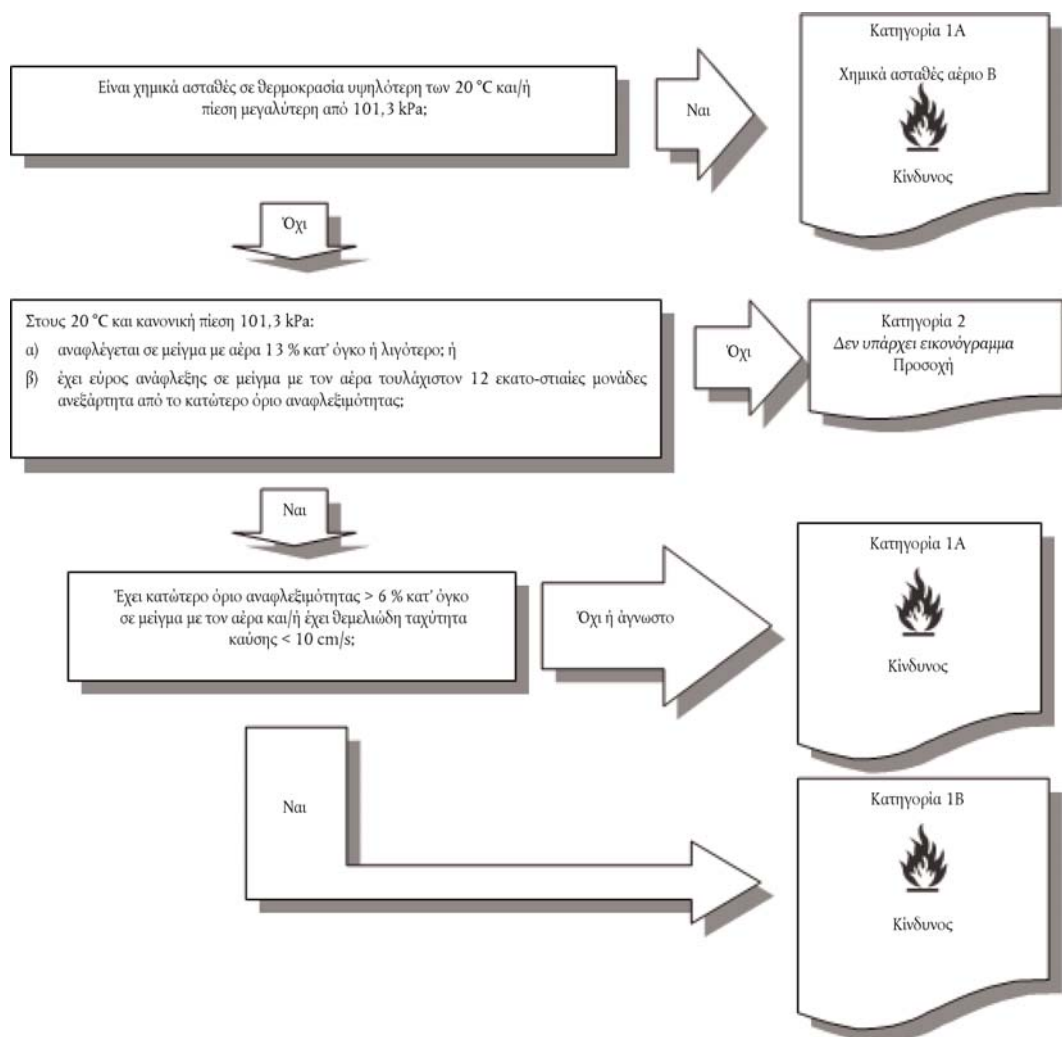 Είναι χημικά ασταθές σε θερμοκρασία υψηλότερη των 20 °C και/ή
πίεση μεγαλύτερη από 101,3 kPa;
Ναι
Κατηγορία 1A
Χημικά ασταθές αέριο B
Κίνδυνος
Όχι
Στους 20 °C και κανονική πίεση 101,3 kPa:
α) αναφλέγεται σε μείγμα με αέρα 13 % κατ’ όγκο ή λιγότερο; ή
β) έχει εύρος ανάφλεξης σε μείγμα με τον αέρα τουλάχιστον 12 εκατο-στιαίες μονάδες
ανεξάρτητα από το κατώτερο όριο αναφλεξιμότητας;
Όχι
Κατηγορία 2
Δεν υπάρχει εικονόγραμμα
Προσοχή
Ναι
Έχει κατώτερο όριο αναφλεξιμότητας > 6 % κατ’ όγκο
σε μείγμα με τον αέρα και/ή έχει θεμελιώδη ταχύτητα
καύσης < 10 cm/s;
Όχι ή άγνωστο
Κατηγορία 1A
Κίνδυνος
Ναι
Κατηγορία 1B
Κίνδυνος